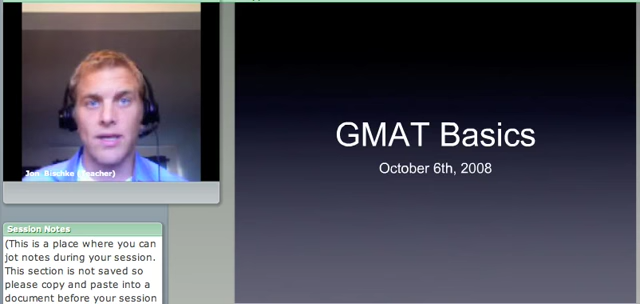 Jon Bischke (Teacher)
GMAT Basics
October 6th, 2008
Session Notes
(This is a place where you can
jot notes during your session.
This section is not saved so
please copy and paste into a
document before your session